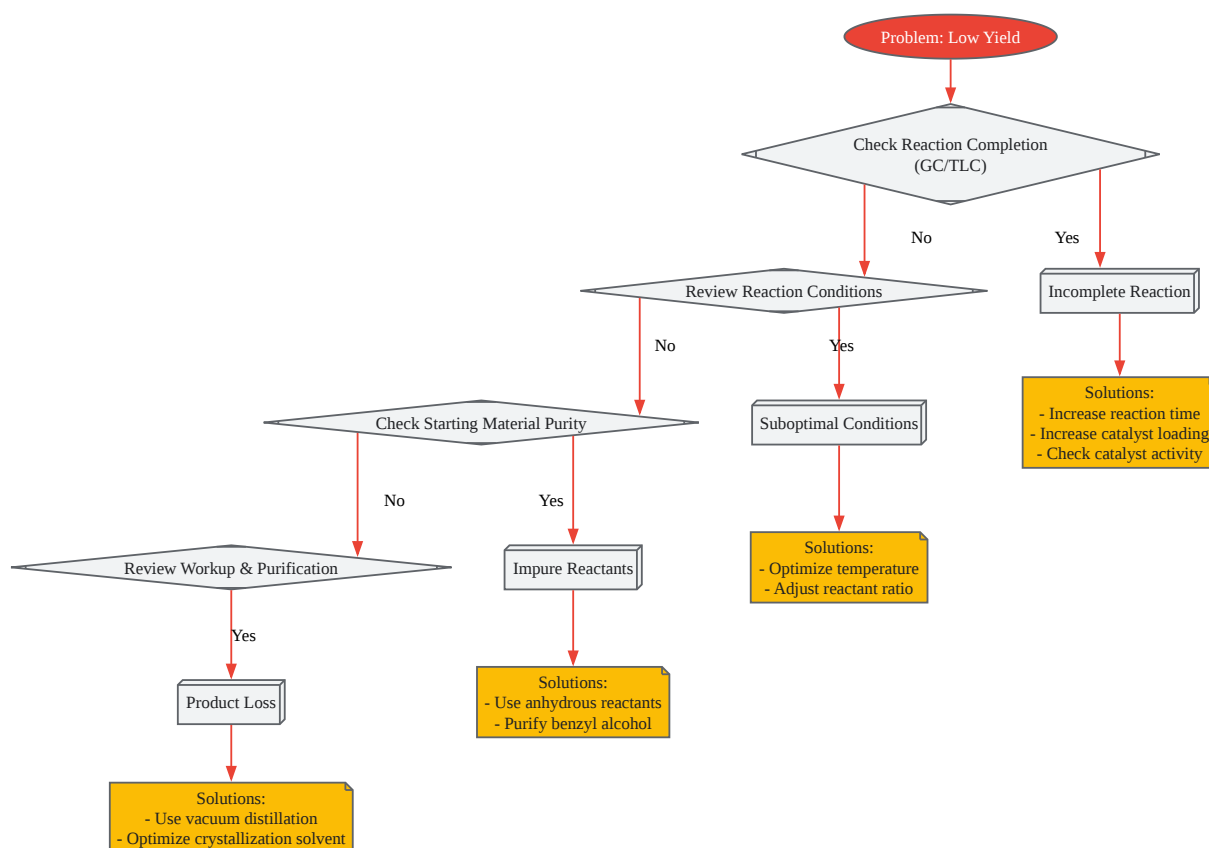 Problem: Low Yield
Check Reaction Completion
(GC/TLC)
No
Yes
Review Reaction Conditions
Incomplete Reaction
No
Yes
Solutions:
- Increase reaction time
- Increase catalyst loading
- Check catalyst activity
Check Starting Material Purity
Suboptimal Conditions
No
Yes
Solutions:
- Optimize temperature
- Adjust reactant ratio
Review Workup & Purification
Impure Reactants
Yes
Solutions:
- Use anhydrous reactants
- Purify benzyl alcohol
Product Loss
Solutions:
- Use vacuum distillation
- Optimize crystallization solvent